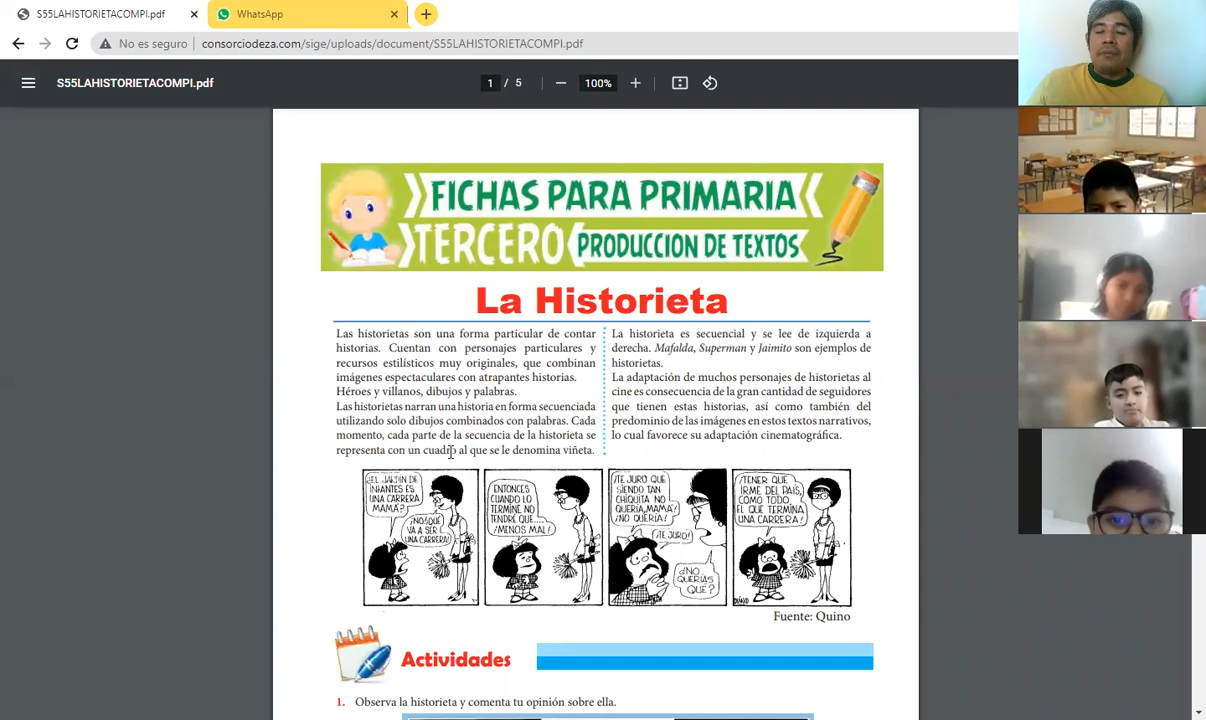 S55LAHISTORIETACOMPI.pdf
WhatsApp
No es seguro
consorciodeza.com/sige/uploads/document/S55LAHISTORIETACOMPI.pdf
S55LAHISTORIETACOMPI.pdf
1 / 5
100%
FICHAS PARA PRIMARIA
TERCERO PRODUCCION DE TEXTOS
La Historieta
Las historietas son una forma particular de contar
historias. Cuentan con personajes particulares y
recursos estilísticos muy originales, que combinan
imágenes espectaculares con atrapantes historias.
Héroes y villanos, dibujos y palabras.
Las historietas narran una historia en forma secuenciada
utilizando solo dibujos combinados con palabras. Cada
momento, cada parte de la secuencia de la historieta se
representa con un cuadro al que se le denomina viñeta.
La historieta es secuencial y se lee de izquierda a
derecha. Mafalda, Superman y Jaimito son ejemplos de
historietas.
La adaptación de muchos personajes de historietas al
cine es consecuencia de la gran cantidad de seguidores
que tienen estas historias, así como también del
predominio de las imágenes en estos textos narrativos,
lo cual favorece su adaptación cinematográfica.
¿EL JARDÍN DE
INFANTES ES
UNA CARRERA
MAMÁ?
¡NO! ¡QUÉ
VA A SER
UNA CARRERA!
ENTONCES
CUANDO LO
TERMINE NO
TENDRÉ QUE....
¡MENOS MAL!
¡TE JURO QUE
SIENDO TAN
CHIQUITA NO
QUERÍA, MAMÁ!
¡NO QUERÍA!
¡TE JURO!
¿NO
QUERÍAS
QUÉ?
¡TENER QUE
IRME DEL PAÍS,
COMO TODO
EL QUE TERMINA
UNA CARRERA!
QUINO
Fuente: Quino
Actividades
1. Observa la historieta y comenta tu opinión sobre ella.